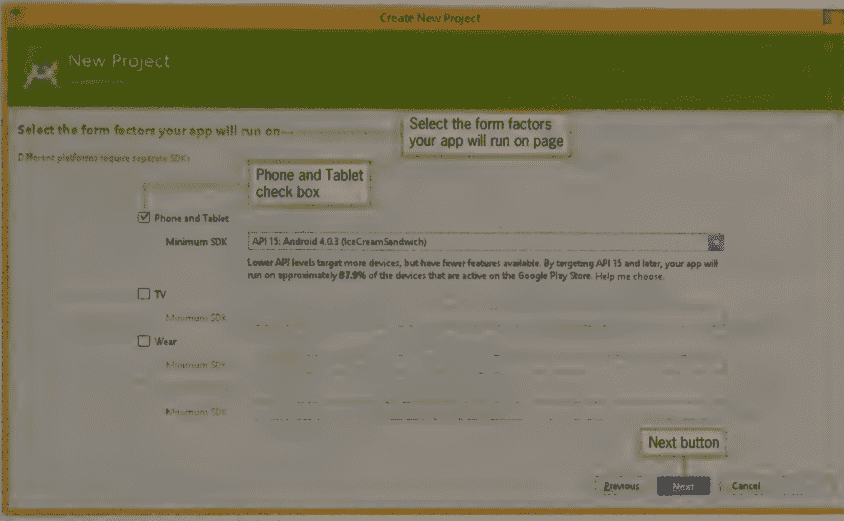 Create New Project
New Project
Select the form factors your app will run on
Select the form factors
your app will run on page
Different platforms require separate SDKs
Phone and Tablet
check box
Phone and Tablet
Minimum SDK
API 15: Android 4.0.3 (IceCreamSandwich)
Lower API levels target more devices, but have fewer features available. By targeting API 15 and later, your app will
run on approximately 87.9% of the devices that are active on the Google Play Store. Help me choose.
TV
Minimum SDK
Wear
Minimum SDK
Minimum SDK
Next button
Previous
Next
Cancel